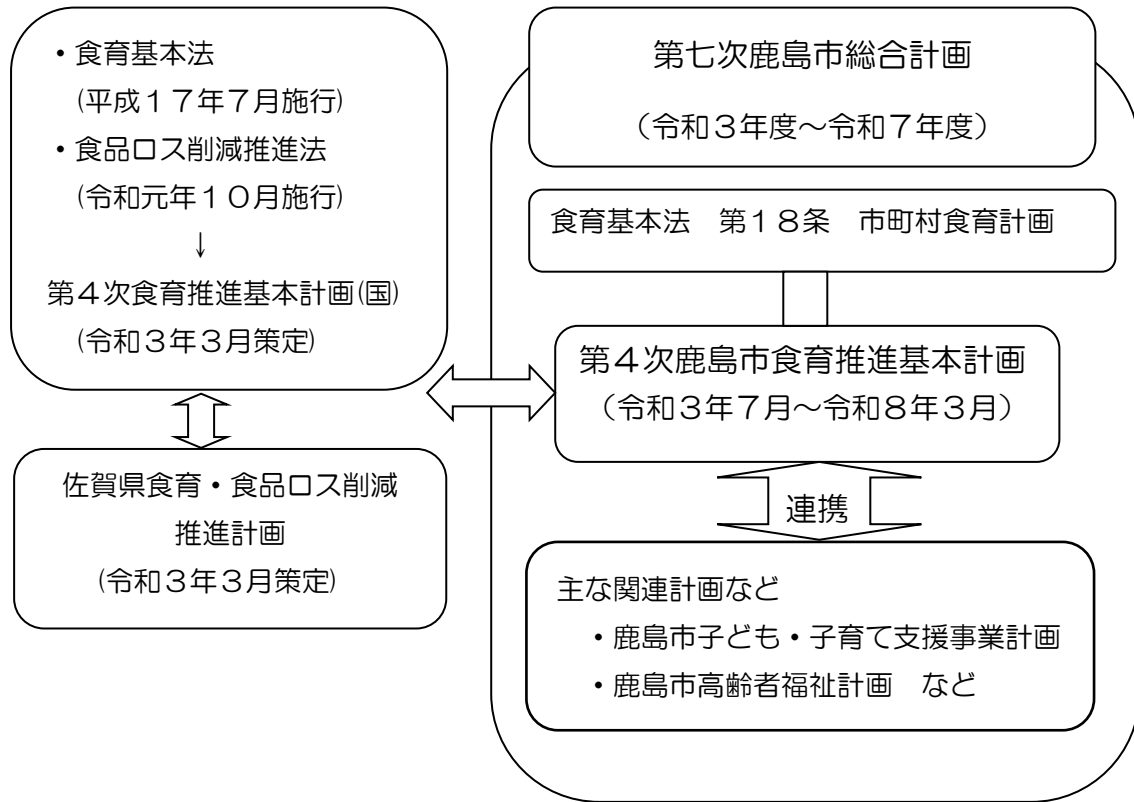 ・食育基本法
(平成１７年７月施行)
・食品ロス削減推進法
(令和元年１０月施行)
↓
第４次食育推進基本計画(国)
(令和３年３月策定)
佐賀県食育・食品ロス削減
推進計画
(令和３年３月策定)
第七次鹿島市総合計画
（令和３年度～令和７年度）
食育基本法　第１８条　市町村食育計画
第４次鹿島市食育推進基本計画
（令和３年７月～令和８年３月）
連携
主な関連計画など
・鹿島市子ども・子育て支援事業計画
・鹿島市高齢者福祉計画　など